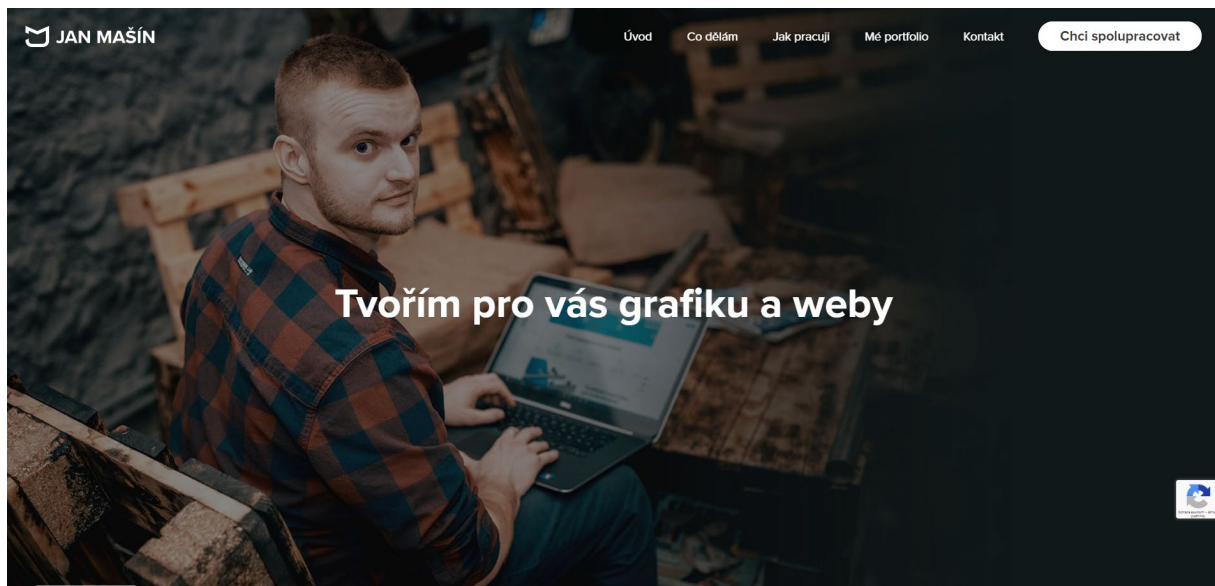 JAN MAŠÍN
Úvod Co dělám Jak pracuji Mé portfolio Kontakt Chci spolupracovat
Tvořím pro vás grafiku a weby